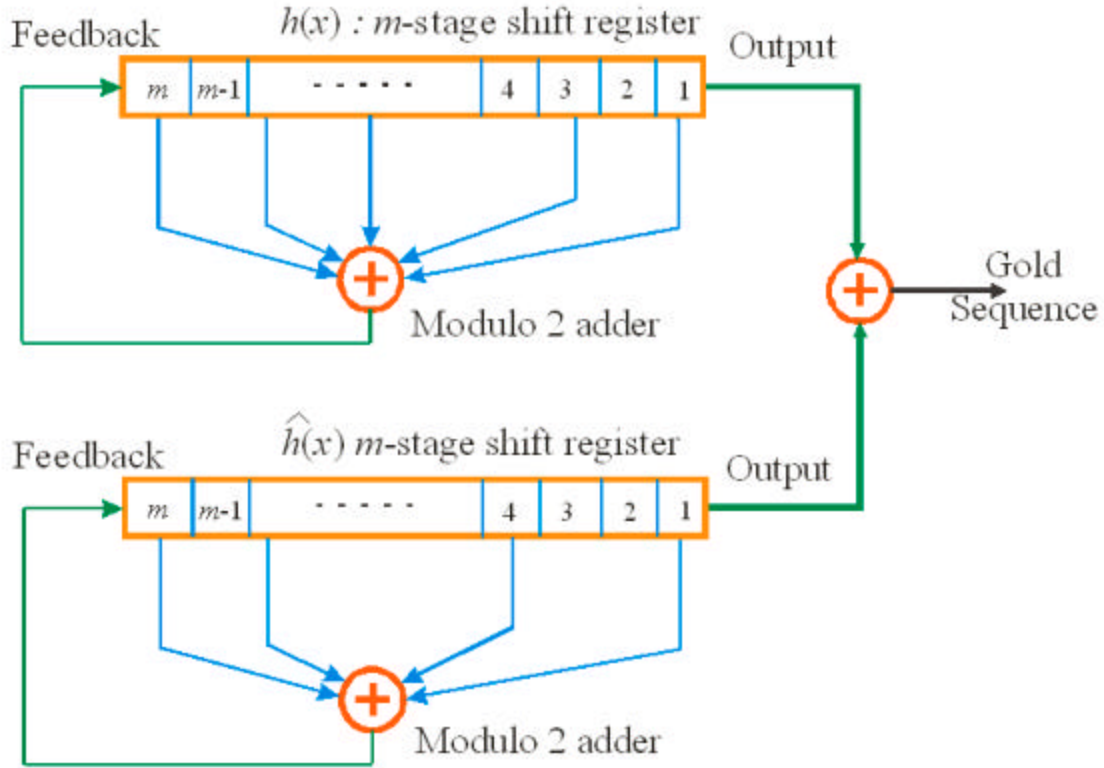 h(x) : m-stage shift register
Feedback
Output
m m-1 - - - - - 4 3 2 1
Gold
Sequence
Modulo 2 adder
ĥ(x) m-stage shift register
Feedback
Output
m m-1 - - - - - 4 3 2 1
Modulo 2 adder